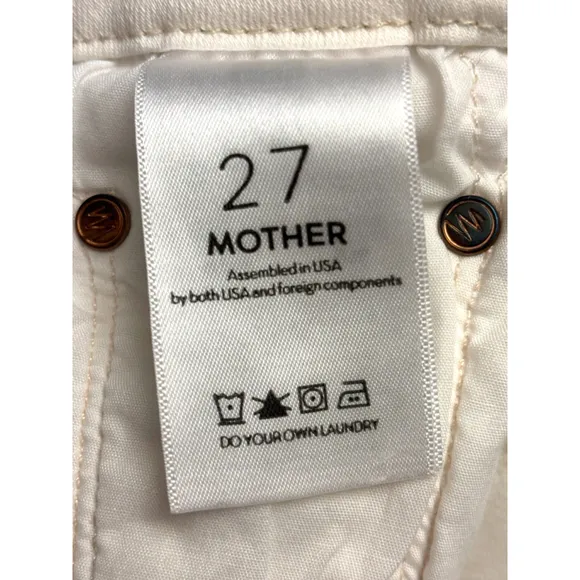 27
MOTHER
Assembled in USA
by both USA and foreign components
DO YOUR OWN LAUNDRY